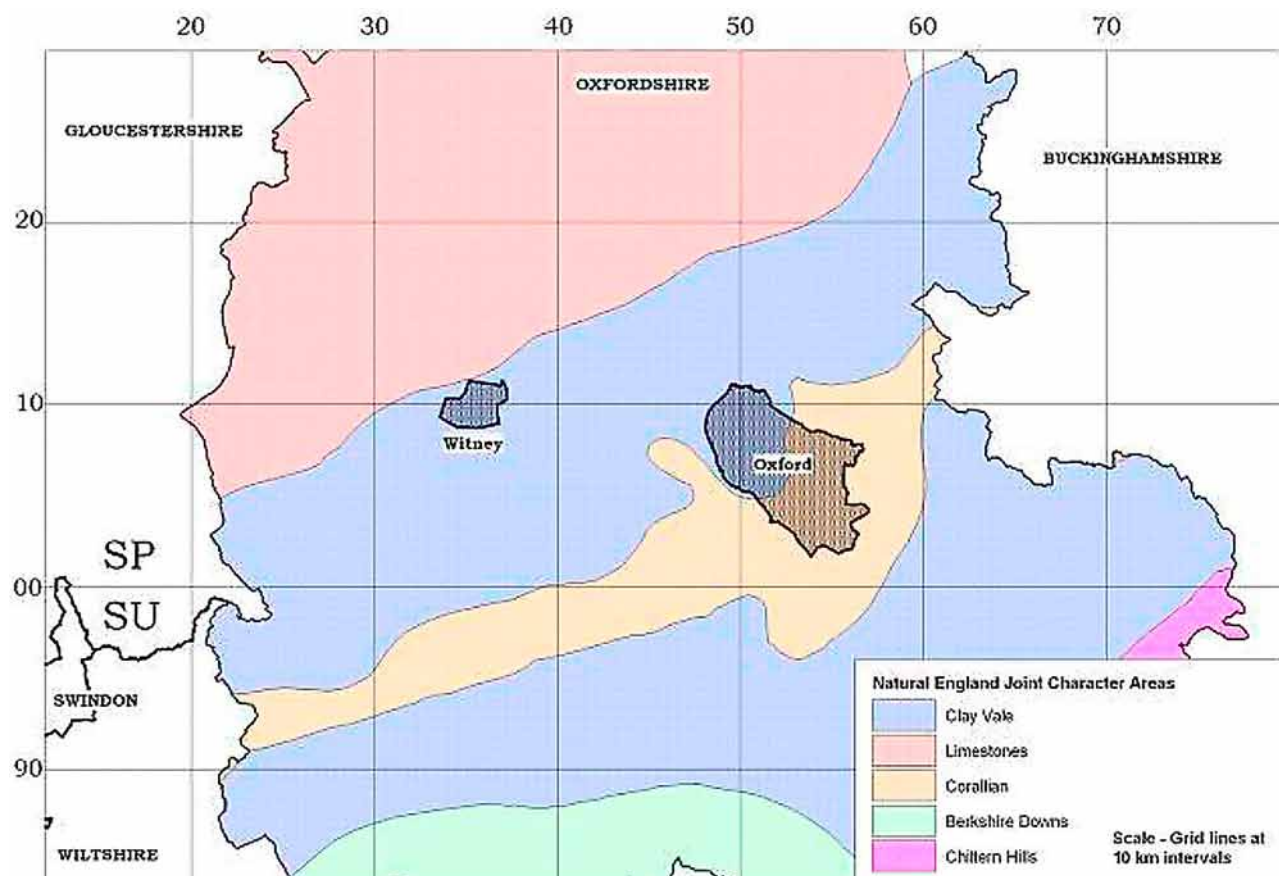 20 30 40 50 60 70
OXFORDSHIRE
GLOUCESTERSHIRE
BUCKINGHAMSHIRE
20
10
Witney
Oxford
SP
00
SU
SWINDON
90
WILTSHIRE
Natural England Joint Character Areas
Clay Vale
Limestones
Corallian
Berkshire Downs
Chiltern Hills
Scale - Grid lines at
10 km intervals